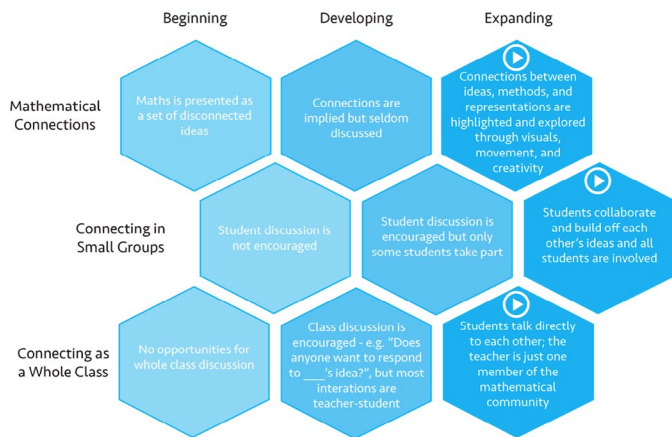 Beginning
Developing
Expanding
Mathematical
Connections
Maths is presented as
a set of disconnected
ideas
Connections are
implied but seldom
discussed
Connections between
ideas, methods, and
representations are
highlighted and explored
through visuals,
movement, and
creativity
Connecting in
Small Groups
Student discussion is
not encouraged
Student discussion is
encouraged but only
some students take part
Students collaborate
and build off each
other's ideas and all
students are involved
Connecting as
a Whole Class
No opportunities for
whole class discussion
Class discussion is
encouraged - e.g. “Does
anyone want to respond
to ___'s idea?”, but most
interations are
teacher-student
Students talk directly
to each other; the
teacher is just one
member of the
mathematical
community